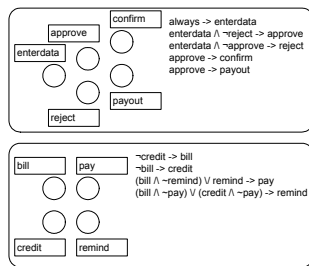 confirm
approve
enterdata
reject
payout
always -> enterdata
enterdata /\ ¬reject -> approve
enterdata /\ ¬approve -> reject
approve -> confirm
approve -> payout
bill
pay
credit
remind
¬credit -> bill
¬bill -> credit
(bill /\ ~remind) \/ remind -> pay
(bill /\ ~pay) \/ (credit /\ ~pay) -> remind